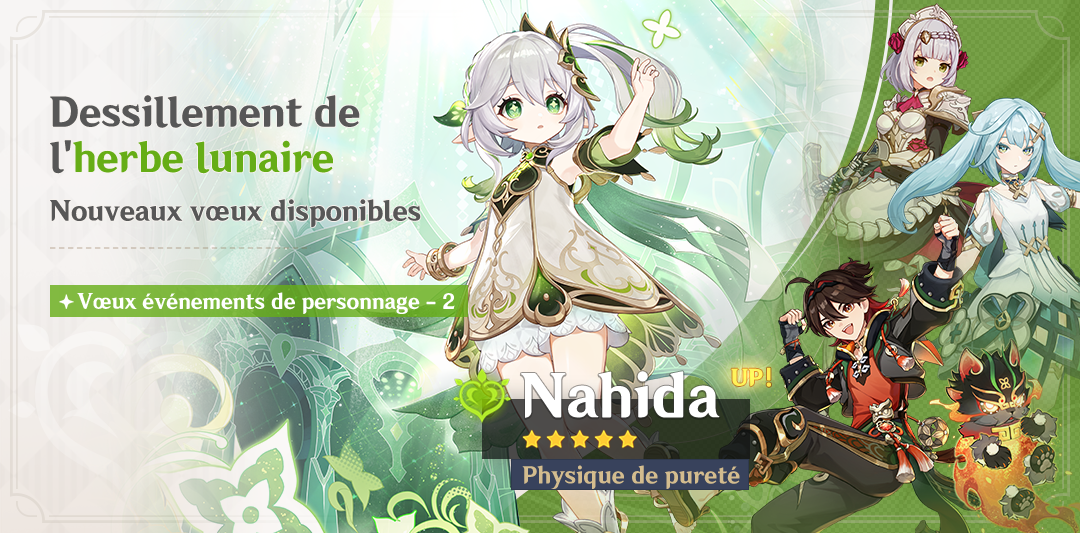 Dessillement de
l'herbe lunaire
Nouveaux vœux disponibles
Vœux événements de personnage - 2
UP!
Nahida
Physique de pureté